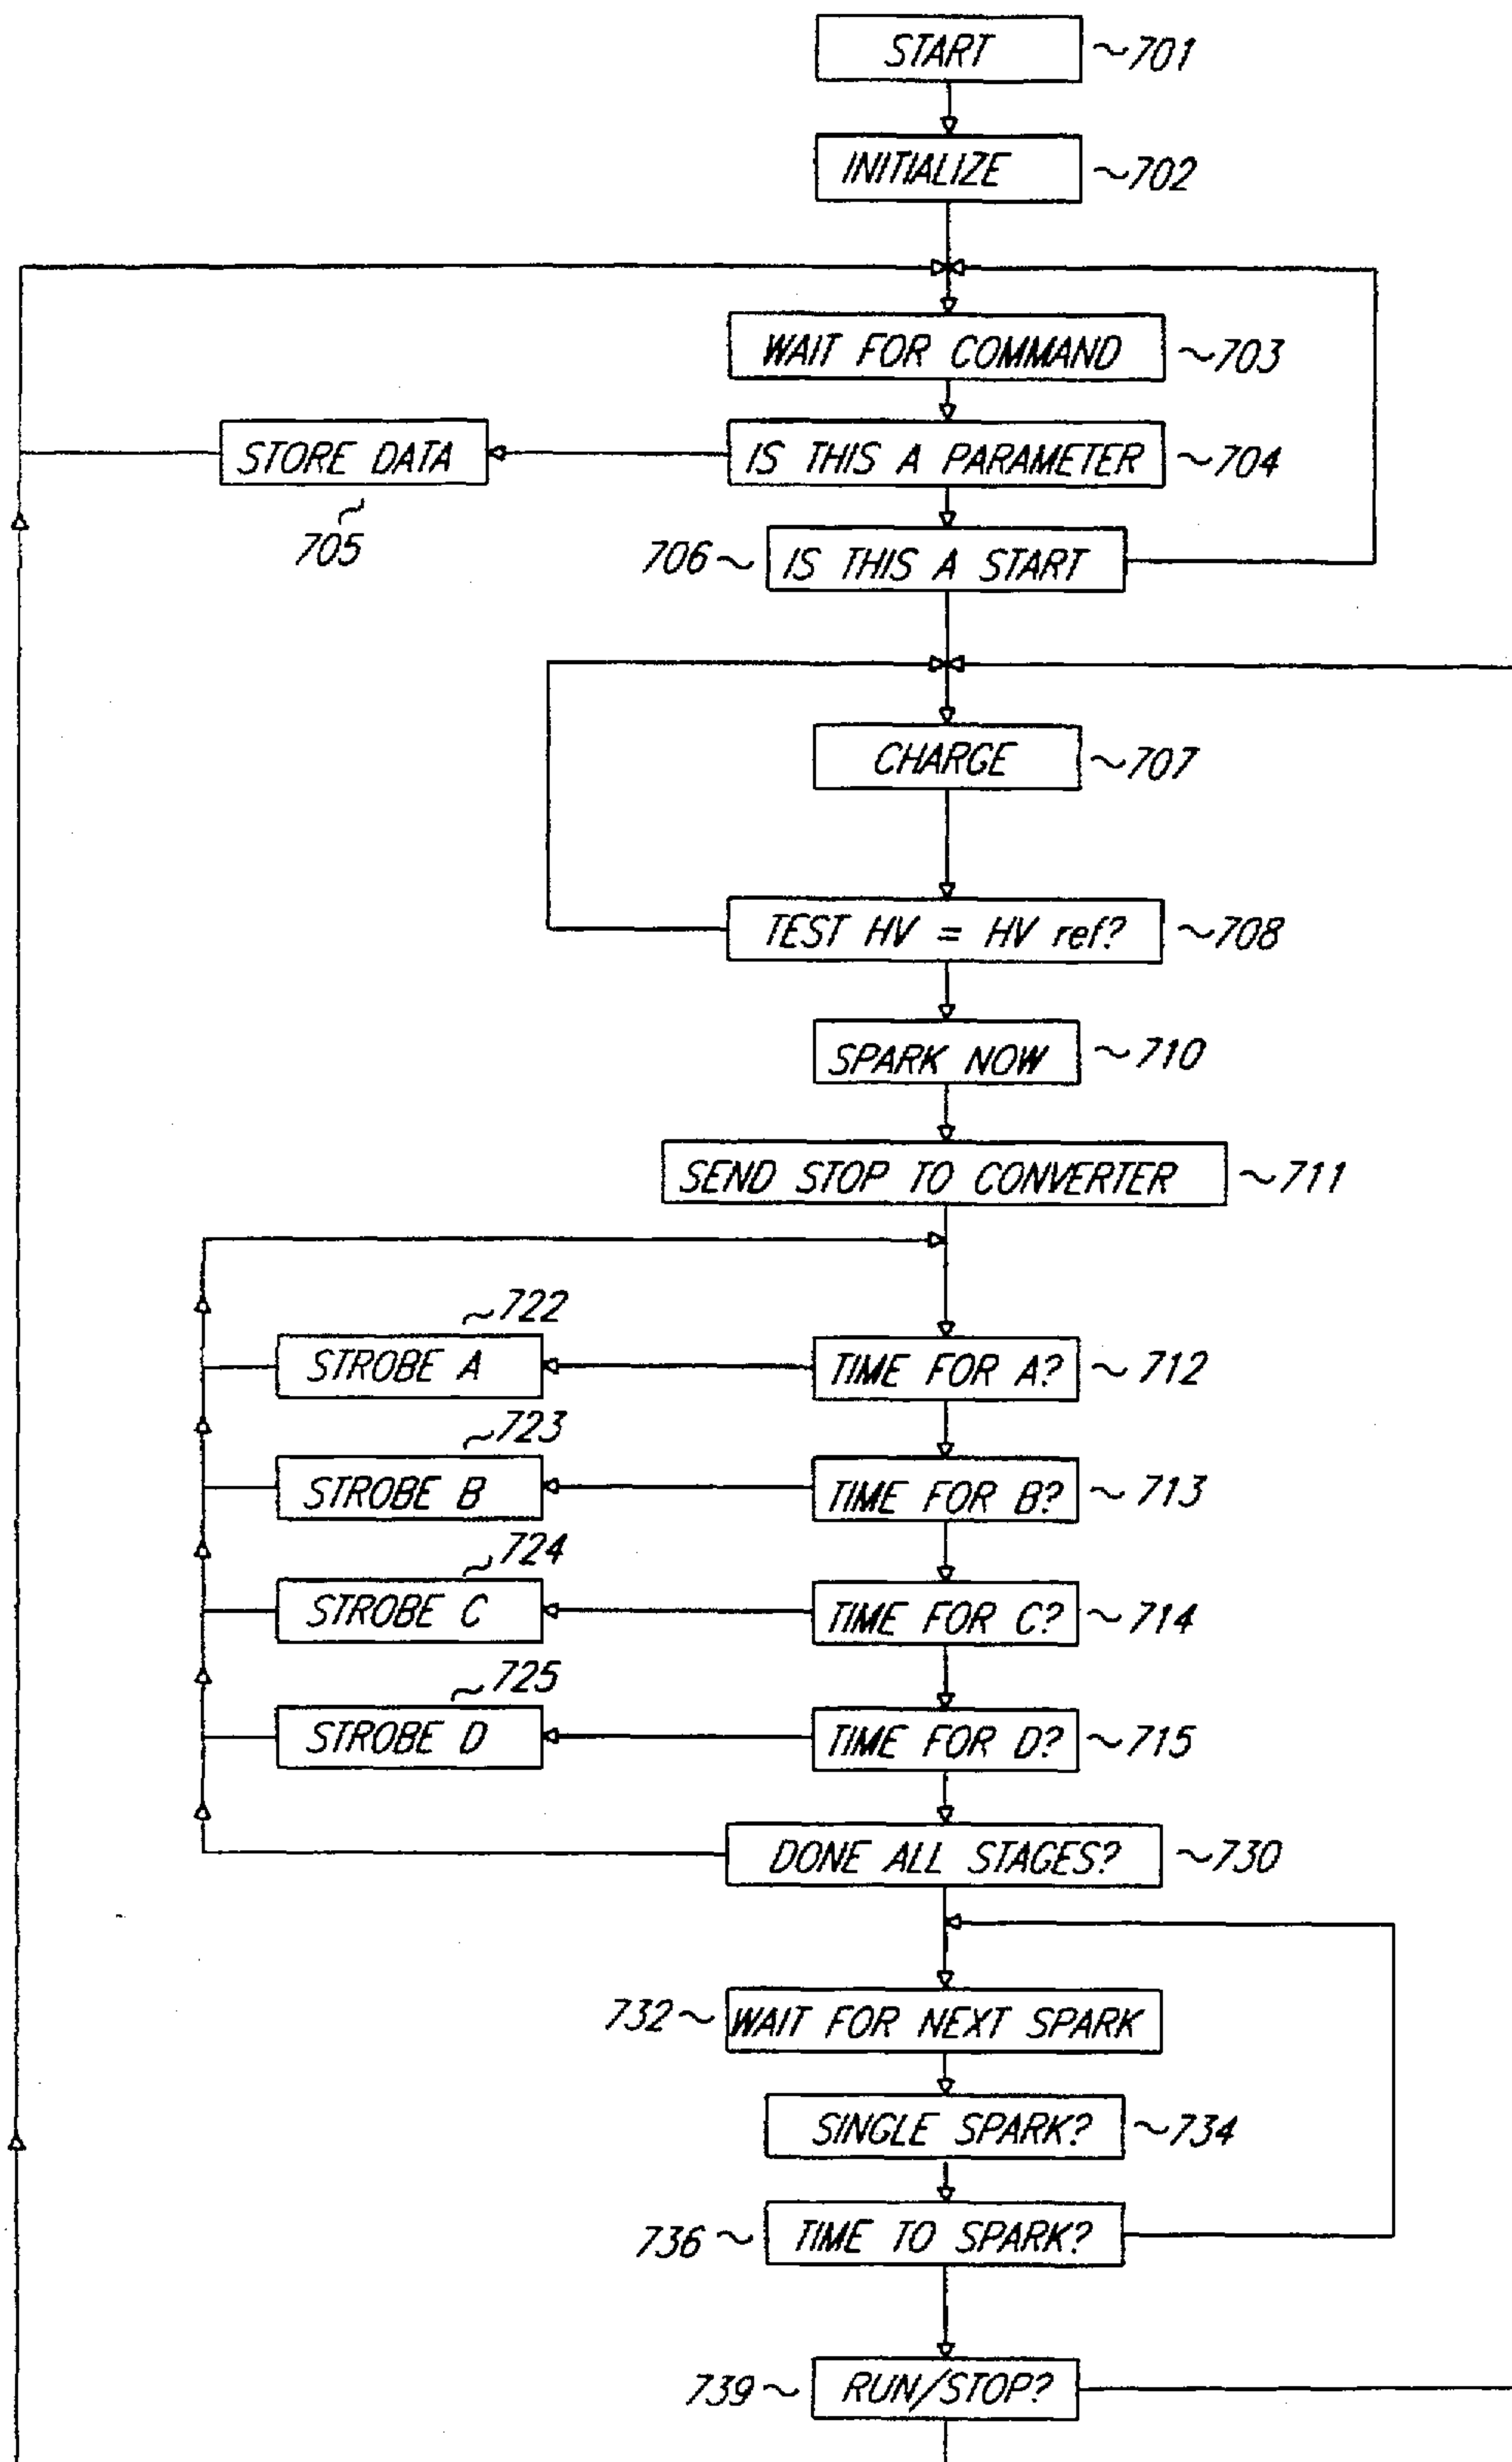 START ~701
INITIALIZE ~702
WAIT FOR COMMAND ~703
STORE DATA
IS THIS A PARAMETER ~704
705
706~ IS THIS A START
CHARGE ~707
TEST HV = HV ref? ~708
SPARK NOW ~710
SEND STOP TO CONVERTER ~711
~722
STROBE A
TIME FOR A? ~712
~723
STROBE B
TIME FOR B? ~713
~724
STROBE C
TIME FOR C? ~714
~725
STROBE D
TIME FOR D? ~715
DONE ALL STAGES? ~730
732~ WAIT FOR NEXT SPARK
SINGLE SPARK? ~734
736~ TIME TO SPARK?
739~ RUN/STOP?